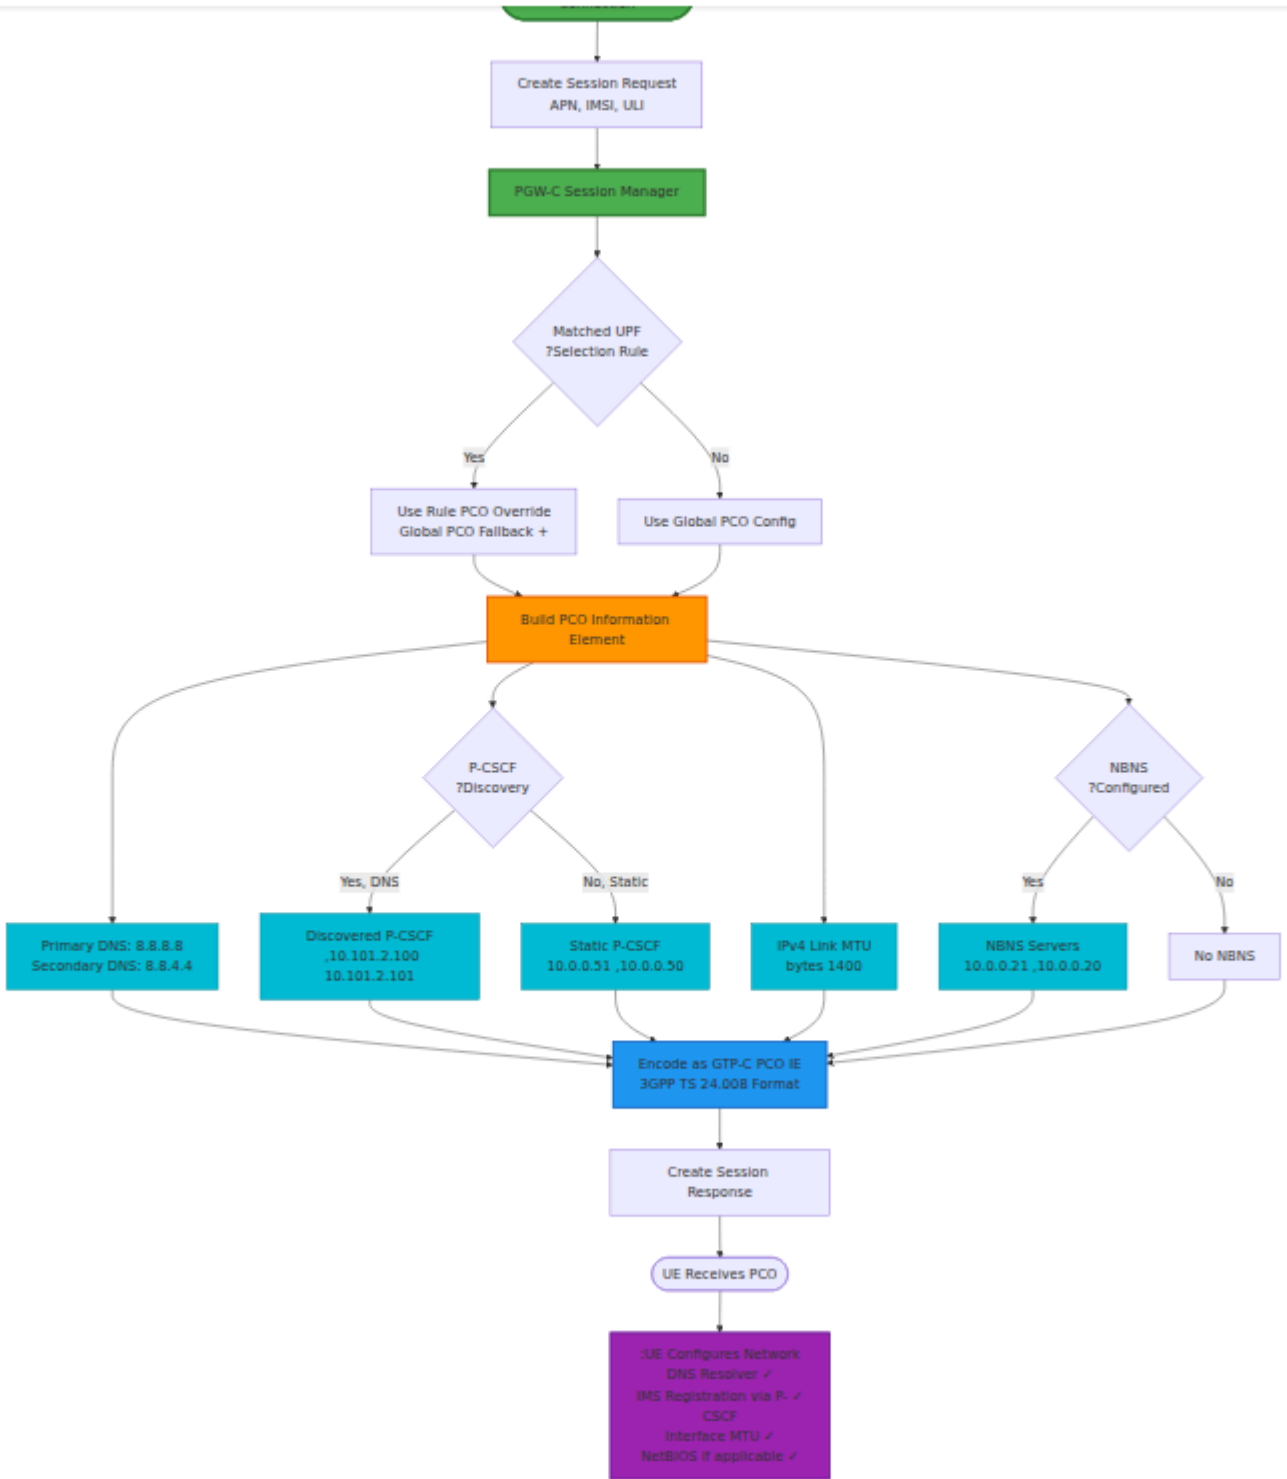 Create Session Request
APN, IMSI, ULI
PGW-C Session Manager
Matched UPF
?Selection Rule
Yes
No
Use Rule PCO Override
Global PCO Fallback +
Use Global PCO Config
Build PCO Information
Element
P-CSCF
?Discovery
NBNS
?Configured
Yes, DNS
No, Static
Yes
No
Primary DNS: 8.8.8.8
Secondary DNS: 8.8.4.4
Discovered P-CSCF
,10.101.2.100
10.101.2.101
Static P-CSCF
10.0.0.51 ,10.0.0.50
IPv4 Link MTU
bytes 1400
NBNS Servers
10.0.0.21 ,10.0.0.20
No NBNS
Encode as GTP-C PCO IE
3GPP TS 24.008 Format
Create Session
Response
UE Receives PCO
:UE Configures Network
DNS Resolver ✓
IMS Registration via P- ✓
CSCF
Interface MTU ✓
NetBIOS if applicable ✓